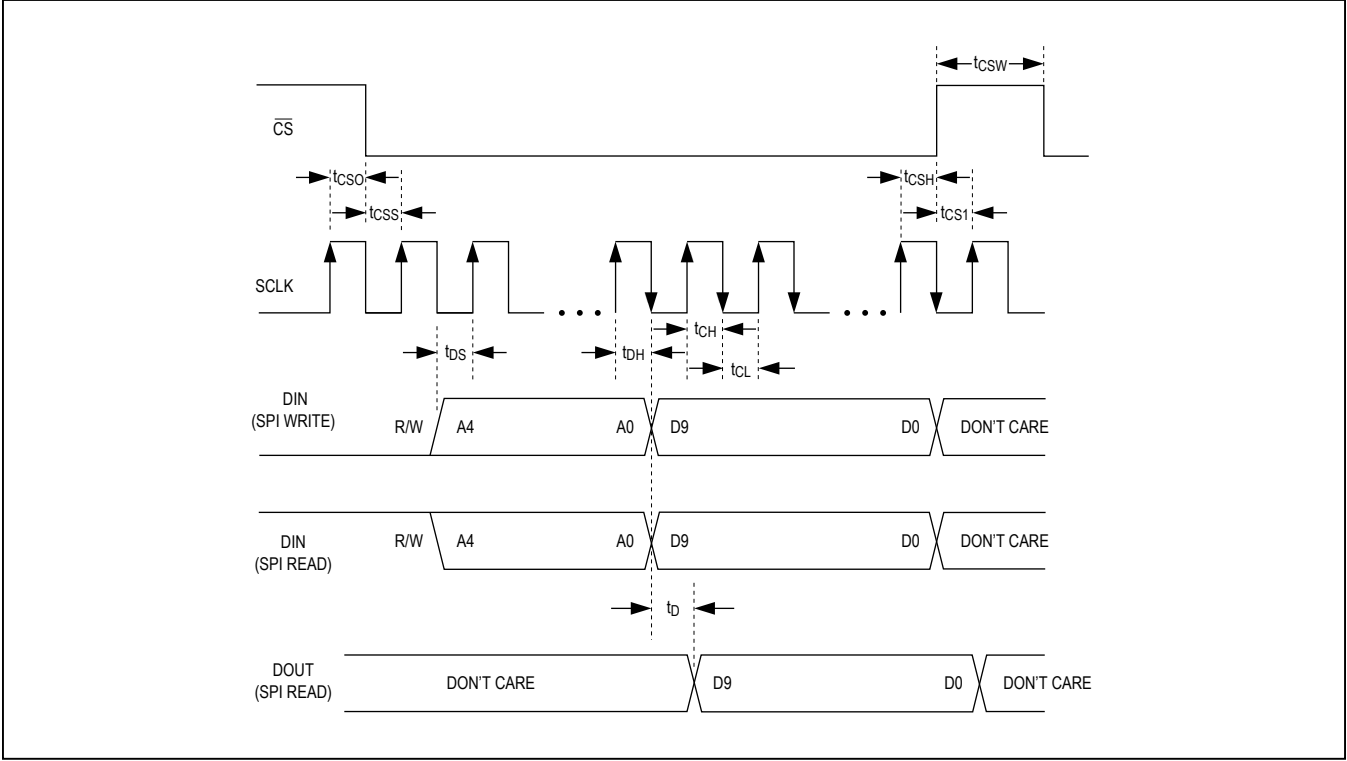 tCSW
CS
tCSO
tCSH
tCSS
tCS1
SCLK
tCH
tDS
tDH
tCL
DIN
(SPI WRITE)
R/W A4 A0 D9 D0 DON'T CARE
DIN
(SPI READ)
R/W A4 A0 D9 D0 DON'T CARE
tD
DOUT
(SPI READ)
DON'T CARE D9 D0 DON'T CARE